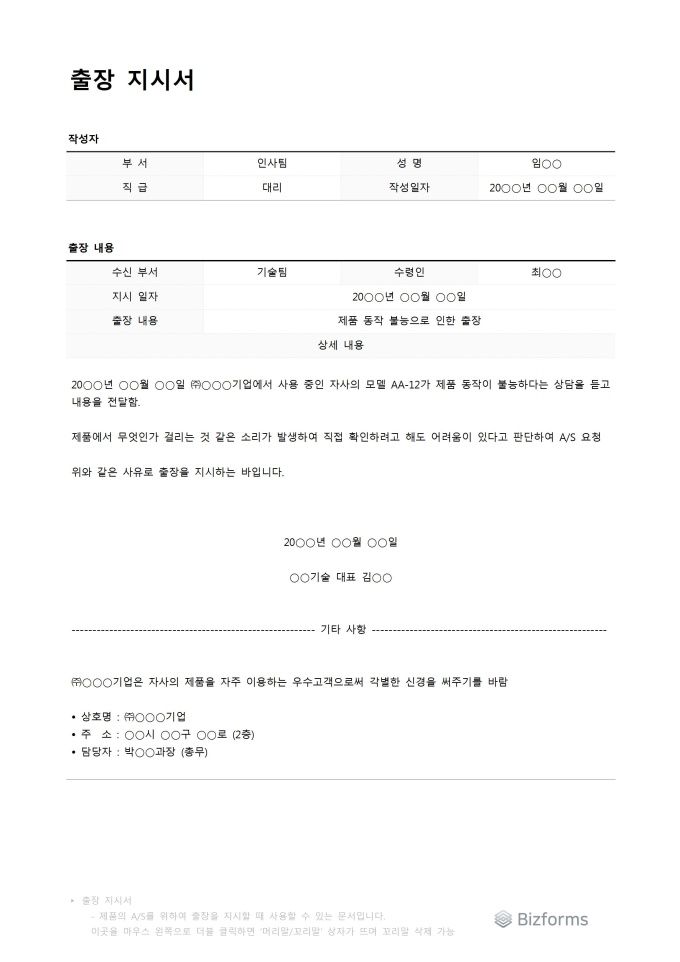 출장 지시서
작성자
부 서 인사팀 성 명 임○○
직 급 대리 작성일자 20○○년 ○○월 ○○일
출장 내용
수신 부서 기술팀 수령인 최○○
지시 일자 20○○년 ○○월 ○○일
출장 내용 제품 동작 불능으로 인한 출장
상세 내용
20○○년 ○○월 ○○일 ㈜○○○기업에서 사용 중인 자사의 모델 AA-12가 제품 동작이 불능하다는 상담을 듣고
내용을 전달함.
제품에서 무엇인가 걸리는 것 같은 소리가 발생하여 직접 확인하려고 해도 어려움이 있다고 판단하여 A/S 요청
위와 같은 사유로 출장을 지시하는 바입니다.
20○○년 ○○월 ○○일
○○기술 대표 김○○
---------------------------------------------------------- 기타 사항 --------------------------------------------------------
㈜○○○기업은 자사의 제품을 자주 이용하는 우수고객으로써 각별한 신경을 써주기를 바람
• 상호명 : ㈜○○○기업
• 주 소 : ○○시 ○○구 ○○로 (2층)
• 담당자 : 박○○과장 (총무)
▸ 출장 지시서
- 제품의 A/S를 위하여 출장을 지시할 때 사용할 수 있는 문서입니다.
이곳을 마우스 왼쪽으로 더블 클릭하면 '머리말/꼬리말' 상자가 뜨며 꼬리말 삭제 가능
Bizforms